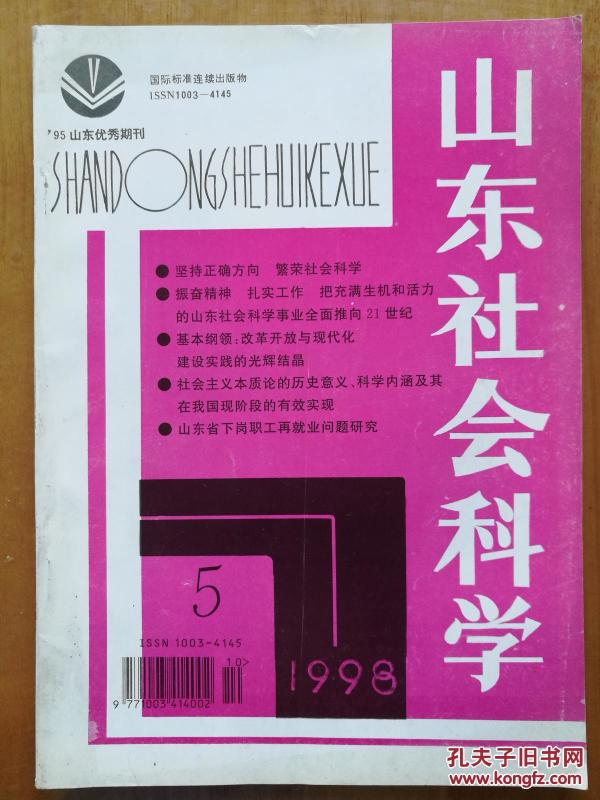 国际标准连续出版物
ISSN1003—4145
'95 山东优秀期刊
SHANDONGSHEHUIKEXUE
山东社会科学
● 坚持正确方向 繁荣社会科学
● 振奋精神 扎实工作 把充满生机和活力
的山东社会科学事业全面推向 21 世纪
● 基本纲领:改革开放与现代化
建设实践的光辉结晶
● 社会主义本质论的历史意义、科学内涵及其
在我国现阶段的有效实现
● 山东省下岗职工再就业问题研究
5
ISSN 1003-4145
10>
9 771003 414002
1998
孔夫子旧书网
www.kongfz.com